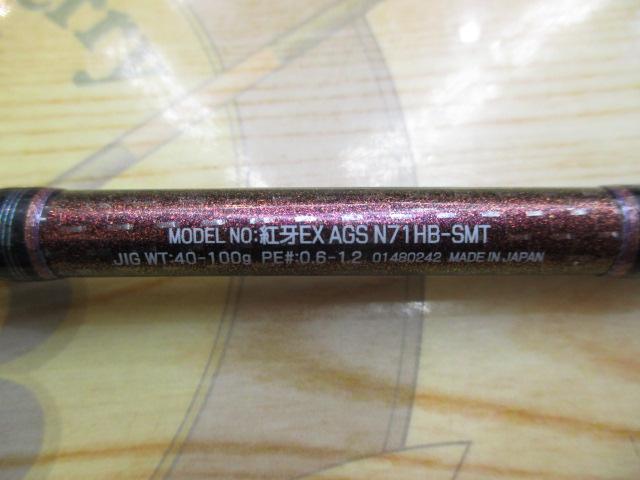 erry
MODEL NO:紅牙EX AGS N71HB-SMT
JIG WT:40-100g PE#:0.6-1.2 01480242 MADE IN JAPAN